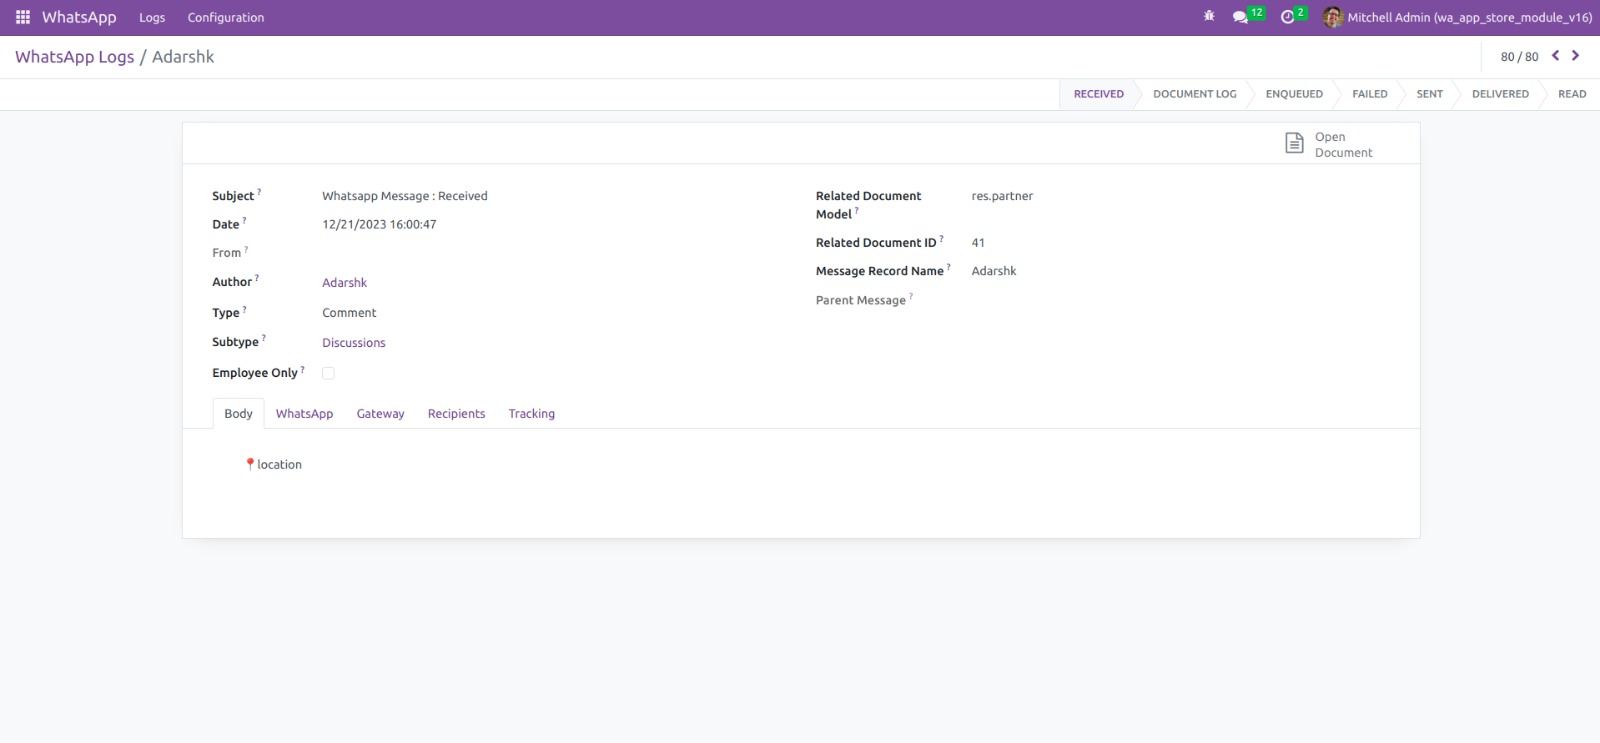 WhatsApp Logs Configuration 12 2 Mitchell Admin (wa_app_store_module_v16)
WhatsApp Logs / Adarshk 80 / 80
RECEIVED DOCUMENT LOG ENQUEUED FAILED SENT DELIVERED READ
Open
Document
Subject ? Whatsapp Message : Received
Date ? 12/21/2023 16:00:47
From ?
Author ? Adarshk
Type ? Comment
Subtype ? Discussions
Employee Only ?
Related Document res.partner
Model ?
Related Document ID ? 41
Message Record Name ? Adarshk
Parent Message ?
Body WhatsApp Gateway Recipients Tracking
📍location